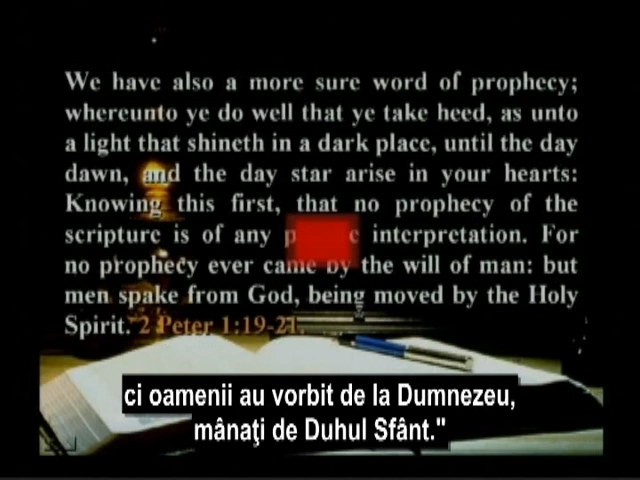 We have also a more sure word of prophecy;
whereunto ye do well that ye take heed, as unto
a light that shineth in a dark place, until the day
dawn, and the day star arise in your hearts:
Knowing this first, that no prophecy of the
scripture is of any interpretation. For
no prophecy ever came by the will of man: but
men spake from God, being moved by the Holy
Spirit. 2 Peter 1:19-21.
ci oamenii au vorbit de la Dumnezeu,
mânaţi de Duhul Sfânt."